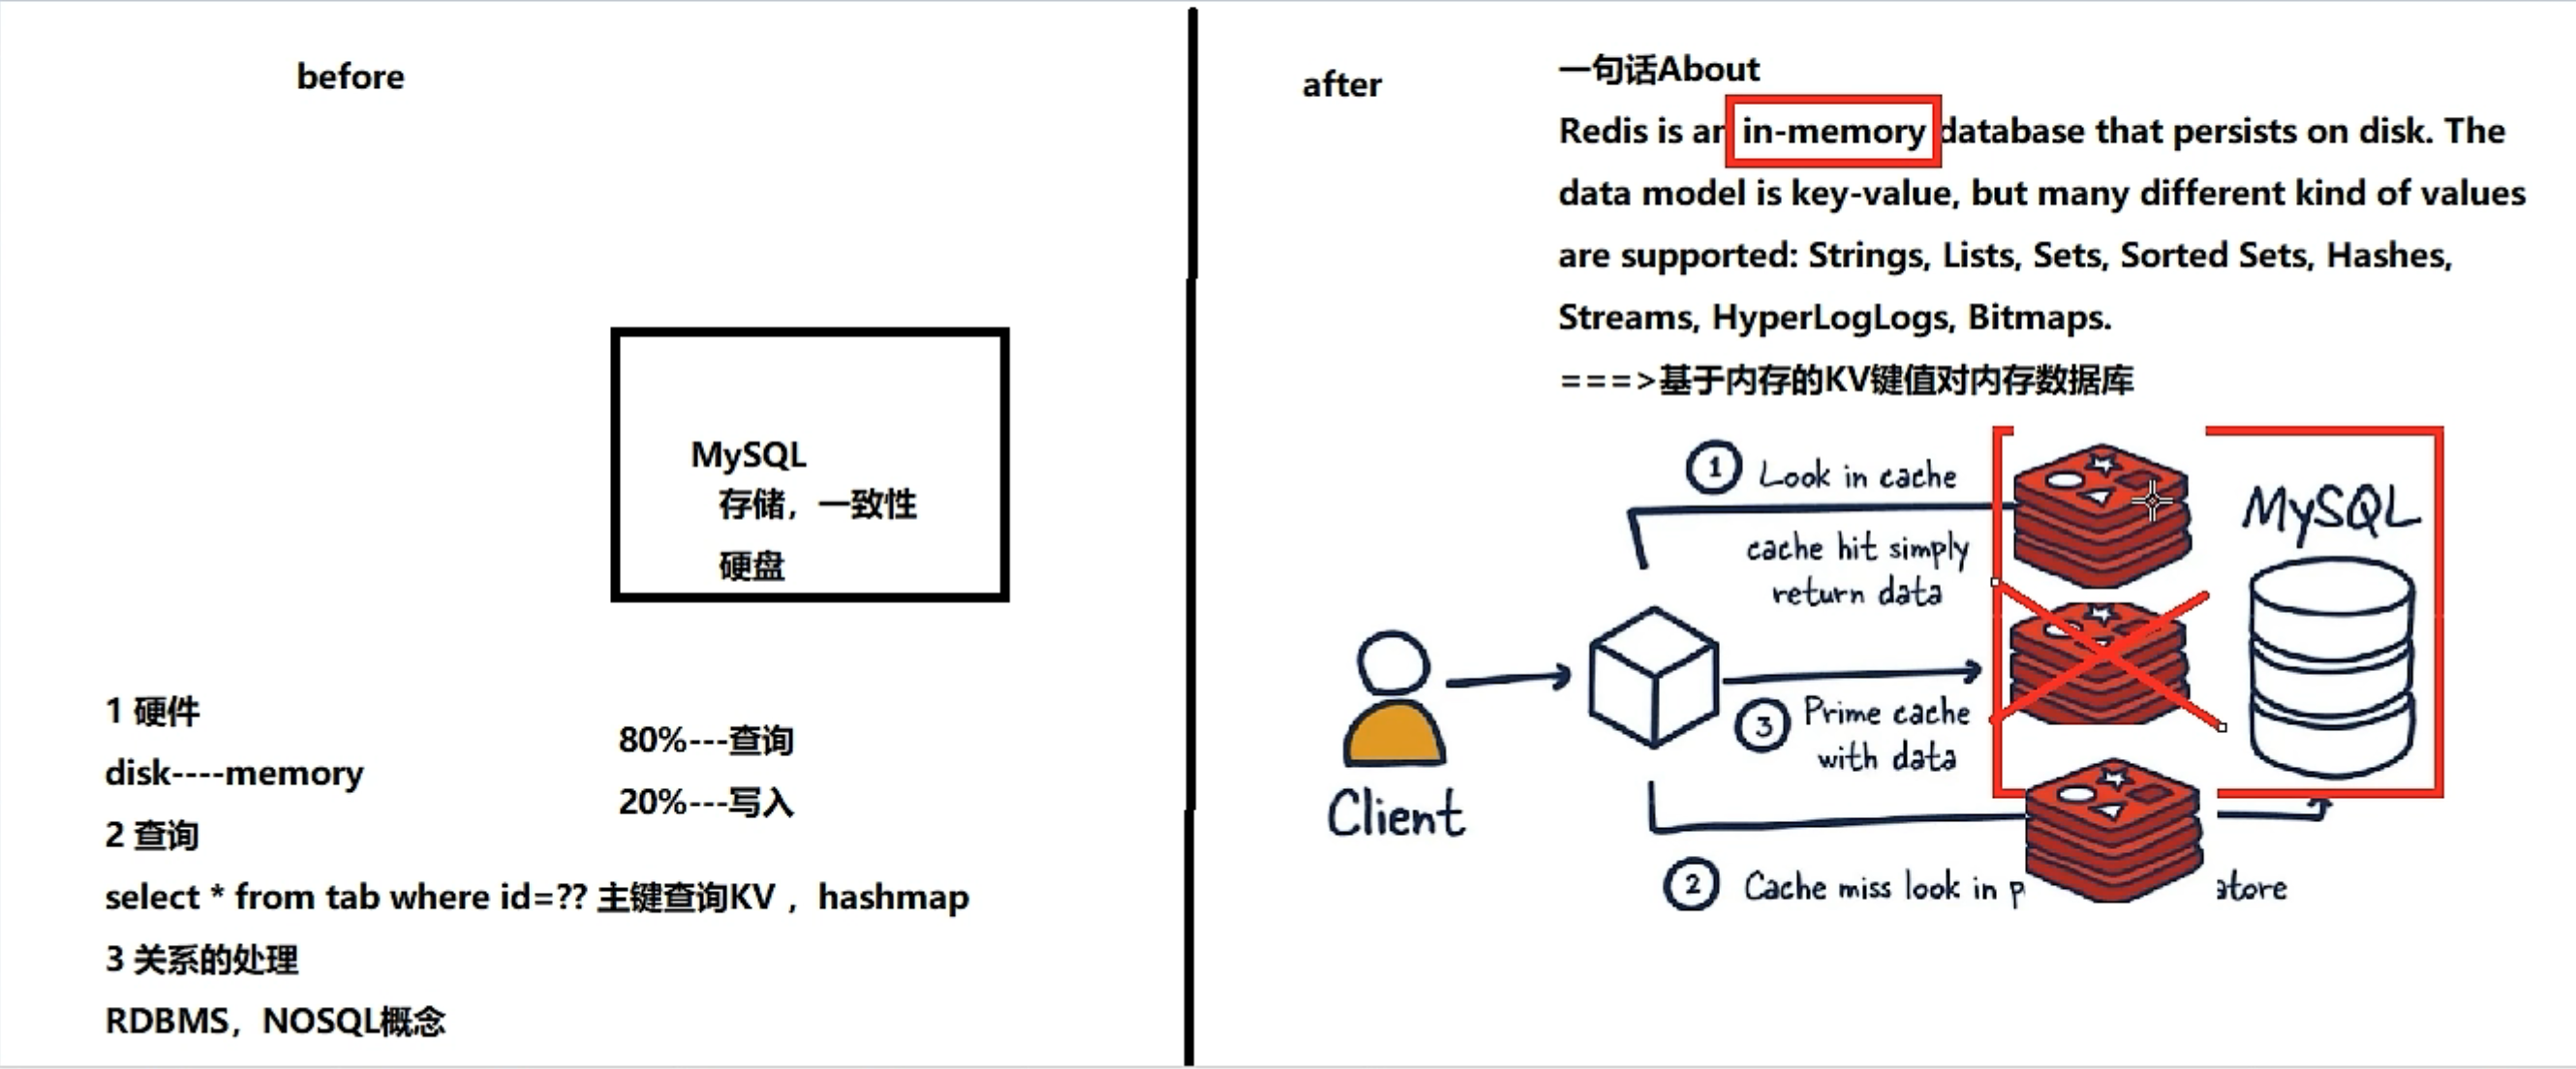 before
MySQL
存储，一致性
硬盘
1 硬件
disk----memory
2 查询
select * from tab where id=?? 主键查询KV ，hashmap
3 关系的处理
RDBMS，NOSQL概念
80%---查询
20%---写入
after
一句话About
Redis is an in-memory database that persists on disk. The
data model is key-value, but many different kind of values
are supported: Strings, Lists, Sets, Sorted Sets, Hashes,
Streams, HyperLogLogs, Bitmaps.
===>基于内存的KV键值对内存数据库
1 Look in cache
cache hit simply
return data
MySQL
3 Prime cache
with data
Client
2 Cache miss look in